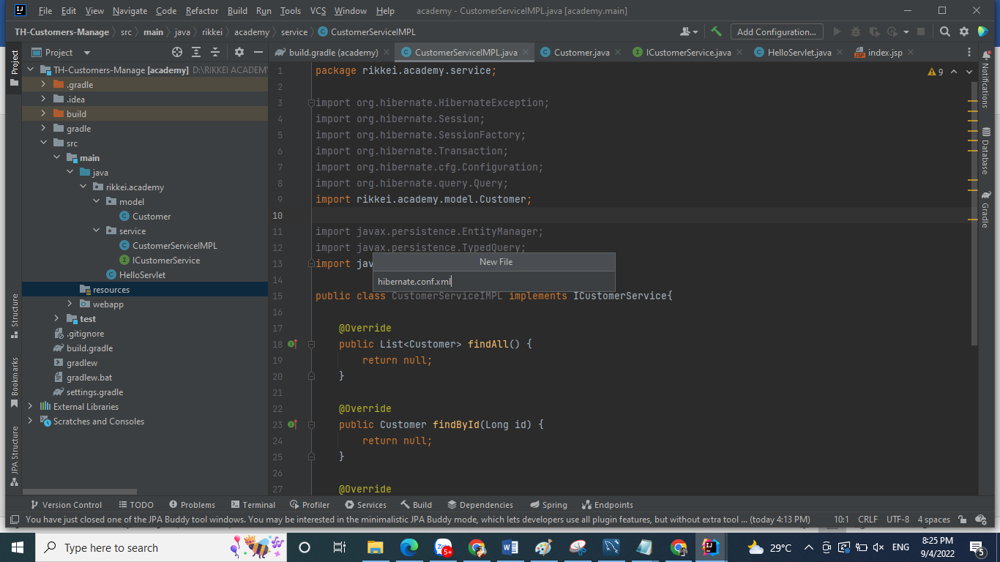 File Edit View Navigate Code Refactor Build Run Tools VCS Window Help academy - CustomerServiceIMPL.java [academy.main]
TH-Customers-Manage src main java rikkei academy service CustomerServiceIMPL Add Configuration...
Project
Project
build.gradle (academy) CustomerServiceIMPL.java Customer.java ICustomerService.java HelloServlet.java index.jsp
TH-Customers-Manage [academy] D:\RIKKEI ACADEMY
.gradle
.idea
build
gradle
src
main
java
rikkei.academy
model
Customer
service
CustomerServiceIMPL
ICustomerService
HelloServlet
resources
webapp
test
.gitignore
build.gradle
gradlew
gradlew.bat
settings.gradle
External Libraries
Scratches and Consoles
Structure
Bookmarks
JPA Structure
1 package rikkei.academy.service;
2
3 import org.hibernate.HibernateException;
4 import org.hibernate.Session;
5 import org.hibernate.SessionFactory;
6 import org.hibernate.Transaction;
7 import org.hibernate.cfg.Configuration;
8 import org.hibernate.query.Query;
9 import rikkei.academy.model.Customer;
10
11 import javax.persistence.EntityManager;
12 import javax.persistence.TypedQuery;
13 import jav
14
15 public class CustomerServiceIMPL implements ICustomerService{
16
17 @Override
18 public List<Customer> findAll() {
19 return null;
20 }
21
22 @Override
23 public Customer findById(Long id) {
24 return null;
25 }
26
27 @Override
9
New File
hibernate.conf.xml
Notifications
Database
Gradle
Version Control TODO Problems Terminal Profiler Services Build Dependencies Spring Endpoints
You have just closed one of the JPA Buddy tool windows. You may be interested in the minimalistic JPA Buddy mode, which lets developers use all plugin features, but without extra tool ... (today 4:13 PM) 10:1 CRLF UTF-8 4 spaces
Type here to search
5+
29°C
ENG
8:25 PM
9/4/2022
5